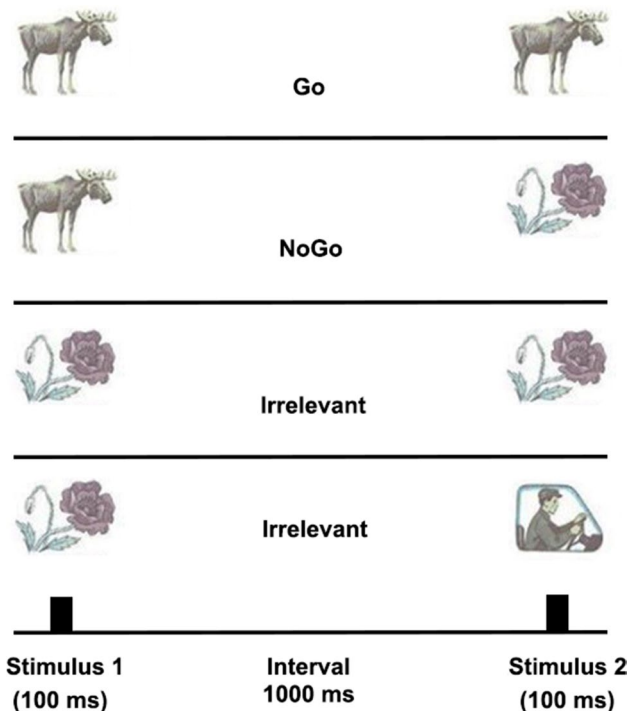 Go
NoGo
Irrelevant
Irrelevant
Stimulus 1 Interval Stimulus 2
(100 ms) 1000 ms (100 ms)